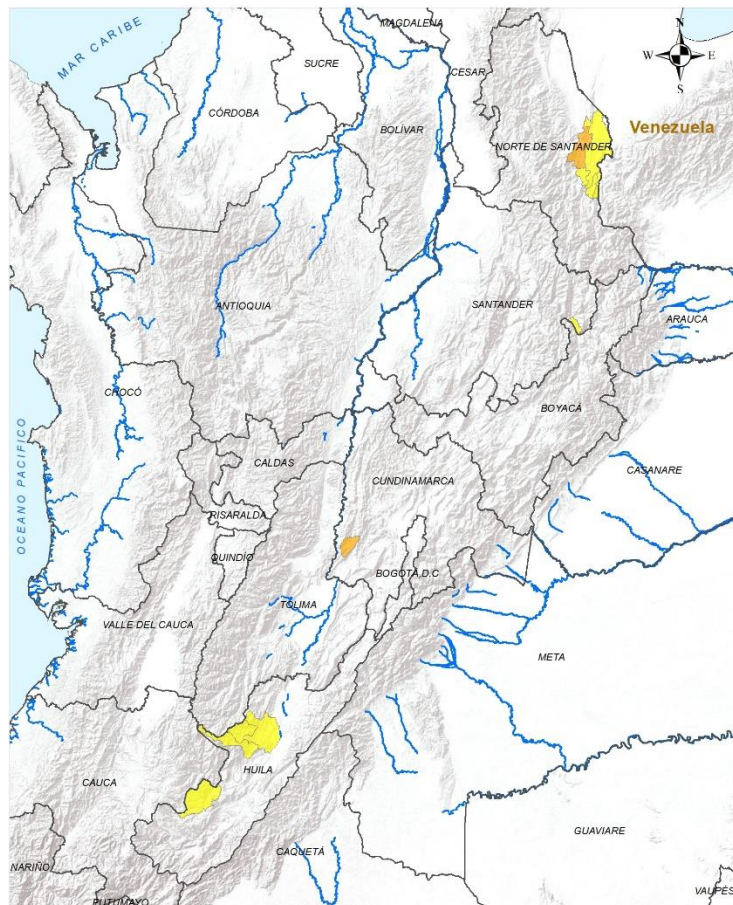 MAGDALENA
N
MAR CARIBE
SUCRE
CESAR
W
E
S
CÓRDOBA
BOLÍVAR
Venezuela
NORTE DE SANTANDER
ANTIOQUIA
SANTANDER
ARAUCA
CHOCÓ
BOYACÁ
CALDAS
CASANARE
CUNDINAMARCA
OCEANO PACIFICO
RISARALDA
QUINDÍO
BOGOTÁ, D.C
TOLIMA
VALLE DEL CAUCA
META
HUILA
CAUCA
GUAVIARE
CAQUETÁ
NARIÑO
VAUPÉS
PUTUMAYO